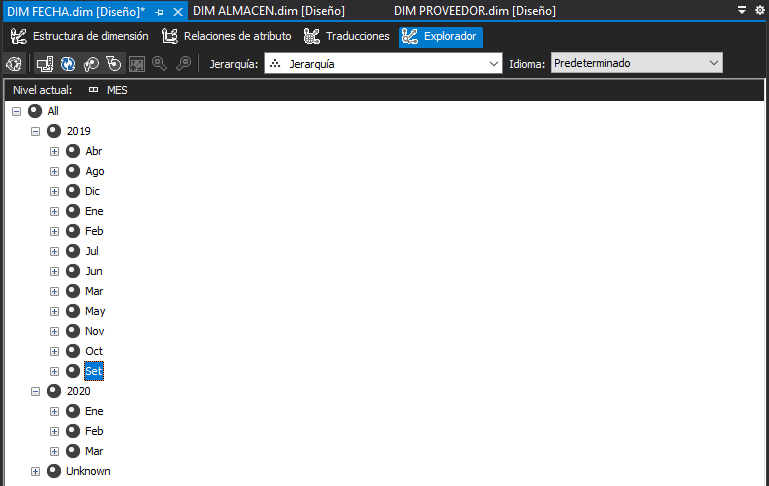 DIM FECHA.dim [Diseño]* DIM ALMACEN.dim [Diseño] DIM PROVEEDOR.dim [Diseño]
Estructura de dimensión Relaciones de atributo Traducciones Explorador
Jerarquía: Jerarquía Idioma: Predeterminado
Nivel actual: MES
All
2019
Abr
Ago
Dic
Ene
Feb
Jul
Jun
Mar
May
Nov
Oct
Set
2020
Ene
Feb
Mar
Unknown